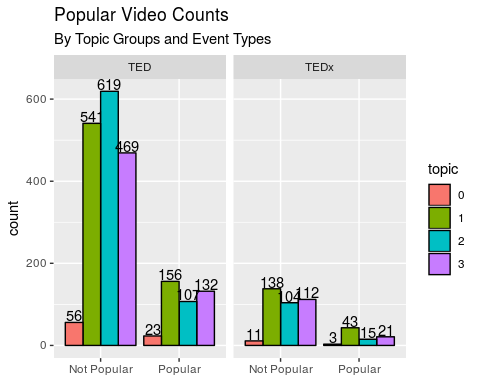 Popular Video Counts
By Topic Groups and Event Types
TED
TEDx
600
400
200
0
count
56
541
619
469
23
156
107
132
11
138
104
112
3
43
15
21
Not Popular
Popular
Not Popular
Popular
topic
0
1
2
3